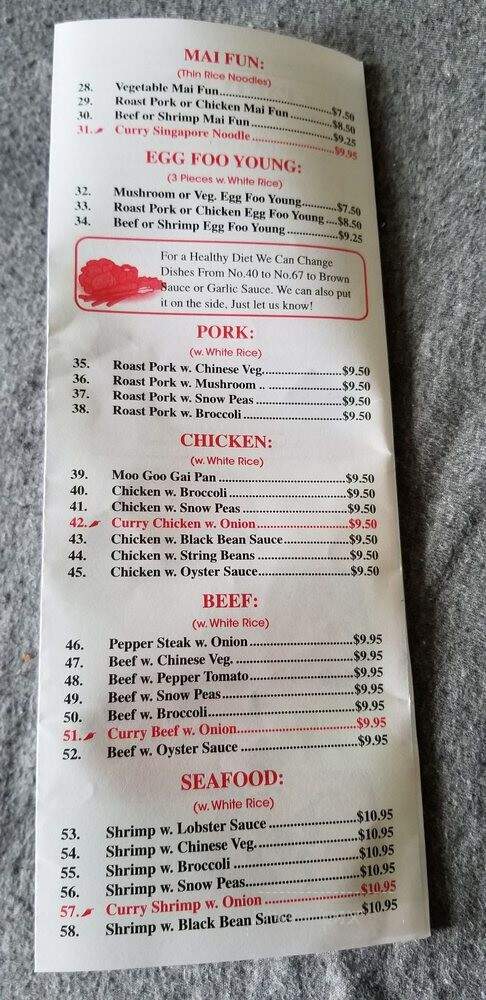 MAI FUN:
(Thin Rice Noodles)
28. Vegetable Mai Fun..............................$7.50
29. Roast Pork or Chicken Mai Fun...........$8.50
30. Beef or Shrimp Mai Fun......................$9.25
31. Curry Singapore Noodle......................$9.95
EGG FOO YOUNG:
(3 Pieces w. White Rice)
32. Mushroom or Veg. Egg Foo Young.........$7.50
33. Roast Pork or Chicken Egg Foo Young....$8.50
34. Beef or Shrimp Egg Foo Young..............$9.25
For a Healthy Diet We Can Change
Dishes From No.40 to No.67 to Brown
Sauce or Garlic Sauce. We can also put
it on the side, Just let us know!
PORK:
(w. White Rice)
35. Roast Pork w. Chinese Veg.....................$9.50
36. Roast Pork w. Mushroom .. ...................$9.50
37. Roast Pork w. Snow Peas .......................$9.50
38. Roast Pork w. Broccoli...........................$9.50
CHICKEN:
(w. White Rice)
39. Moo Goo Gai Pan ..................................$9.50
40. Chicken w. Broccoli...............................$9.50
41. Chicken w. Snow Peas ...........................$9.50
42. Curry Chicken w. Onion........................$9.50
43. Chicken w. Black Bean Sauce.................$9.50
44. Chicken w. String Beans ........................$9.50
45. Chicken w. Oyster Sauce........................$9.50
BEEF:
(w. White Rice)
46. Pepper Steak w. Onion...........................$9.95
47. Beef w. Chinese Veg. .............................$9.95
48. Beef w. Pepper Tomato...........................$9.95
49. Beef w. Snow Peas..................................$9.95
50. Beef w. Broccoli......................................$9.95
51. Curry Beef w. Onion...............................$9.95
52. Beef w. Oyster Sauce ..............................$9.95
SEAFOOD:
(w. White Rice)
53. Shrimp w. Lobster Sauce .......................$10.95
54. Shrimp w. Chinese Veg...........................$10.95
55. Shrimp w. Broccoli ................................$10.95
56. Shrimp w. Snow Peas.............................$10.95
57. Curry Shrimp w. Onion .........................$10.95
58. Shrimp w. Black Bean Sauce .................$10.95